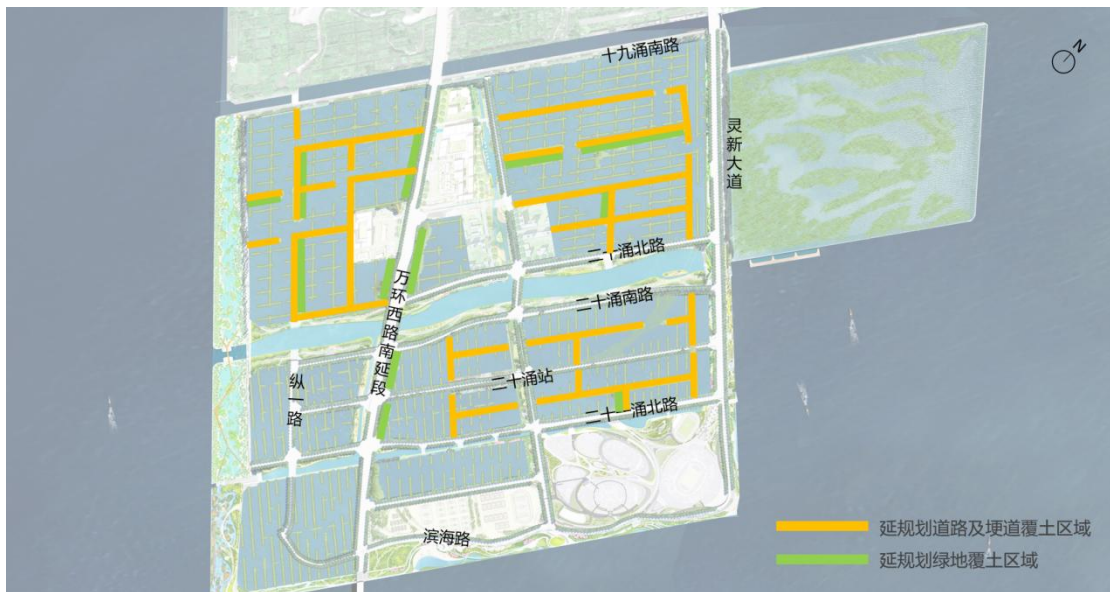 十九涌南路
N
灵新大道
二十涌北路
万环西路南延段
二十涌南路
纵一路
二十涌站
二十一涌北路
滨海路
延规划道路及埂道覆土区域
延规划绿地覆土区域